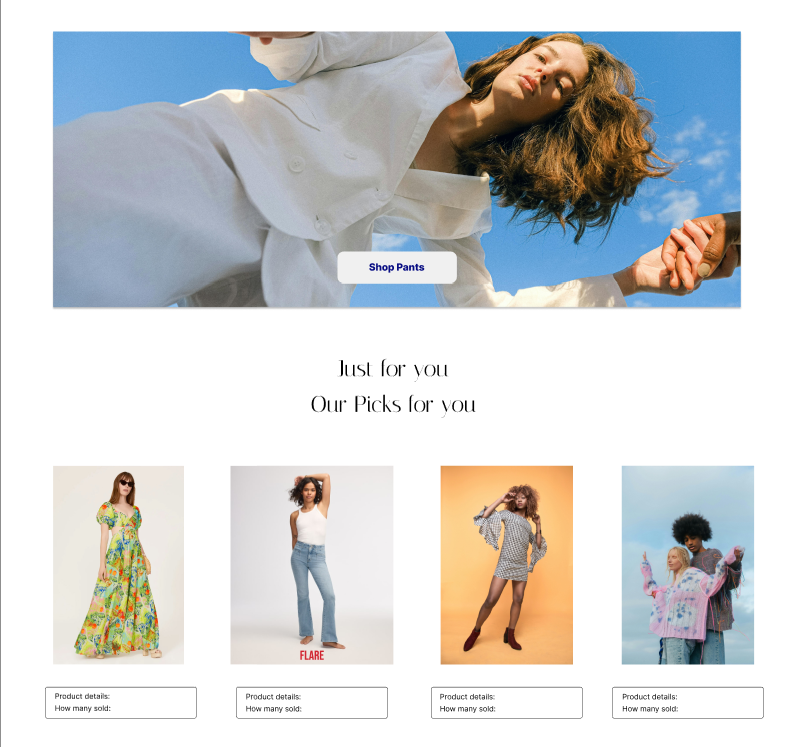 Shop Pants
Just for you
Our Picks for you
FLARE
Product details:
How many sold:
Product details:
How many sold:
Product details:
How many sold:
Product details:
How many sold: